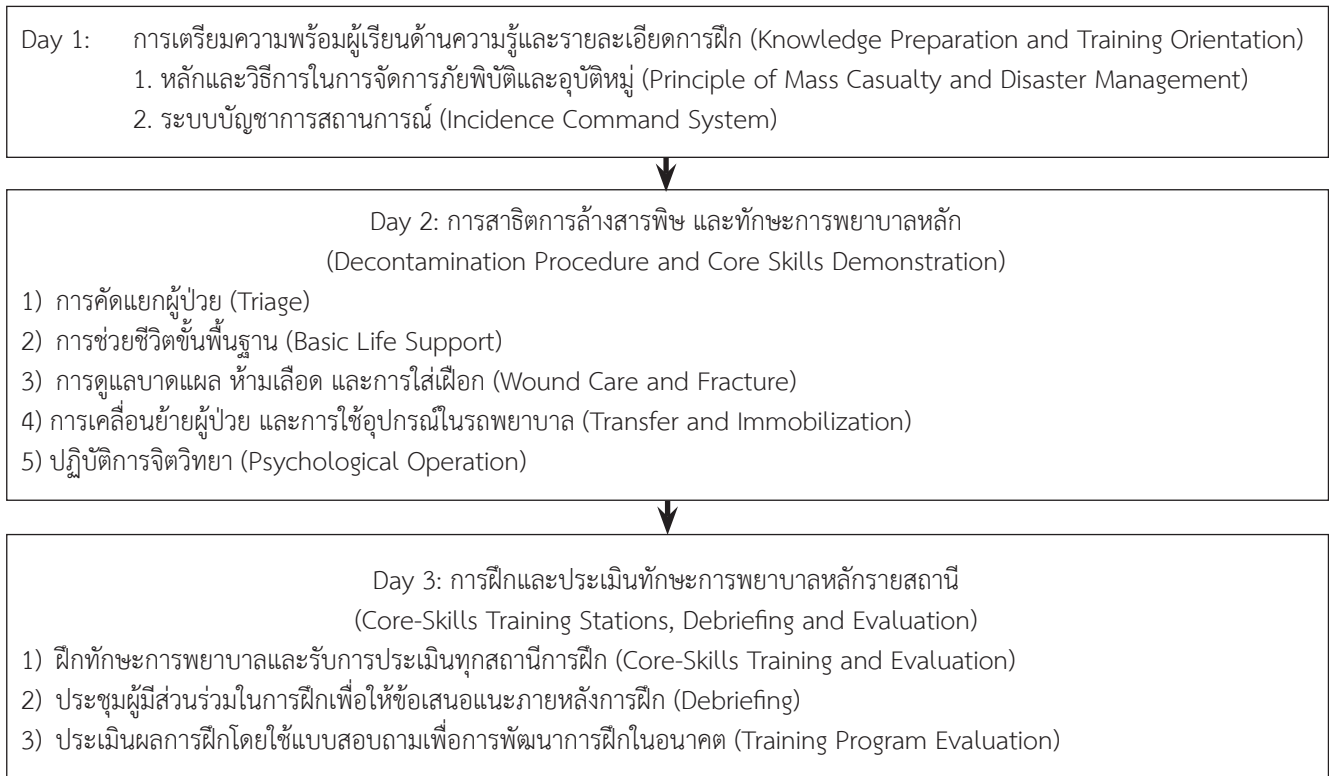 Day 1: การเตรียมความพร้อมผู้เรียนด้านความรู้และรายละเอียดการฝึก (Knowledge Preparation and Training Orientation)
1. หลักและวิธีการในการจัดการภัยพิบัติและอุบัติหมู่ (Principle of Mass Casualty and Disaster Management)
2. ระบบบัญชาการสถานการณ์ (Incidence Command System)
Day 2: การสาธิตการล้างสารพิษ และทักษะการพยาบาลหลัก
(Decontamination Procedure and Core Skills Demonstration)
1) การคัดแยกผู้ป่วย (Triage)
2) การช่วยชีวิตขั้นพื้นฐาน (Basic Life Support)
3) การดูแลบาดแผล ห้ามเลือด และการใส่เฝือก (Wound Care and Fracture)
4) การเคลื่อนย้ายผู้ป่วย และการใช้อุปกรณ์ในรถพยาบาล (Transfer and Immobilization)
5) ปฏิบัติการจิตวิทยา (Psychological Operation)
Day 3: การฝึกและประเมินทักษะการพยาบาลหลักรายสถานี
(Core-Skills Training Stations, Debriefing and Evaluation)
1) ฝึกทักษะการพยาบาลและรับการประเมินทุกสถานีการฝึก (Core-Skills Training and Evaluation)
2) ประชุมผู้มีส่วนร่วมในการฝึกเพื่อให้ข้อเสนอแนะภายหลังการฝึก (Debriefing)
3) ประเมินผลการฝึกโดยใช้แบบสอบถามเพื่อการพัฒนาการฝึกในอนาคต (Training Program Evaluation)